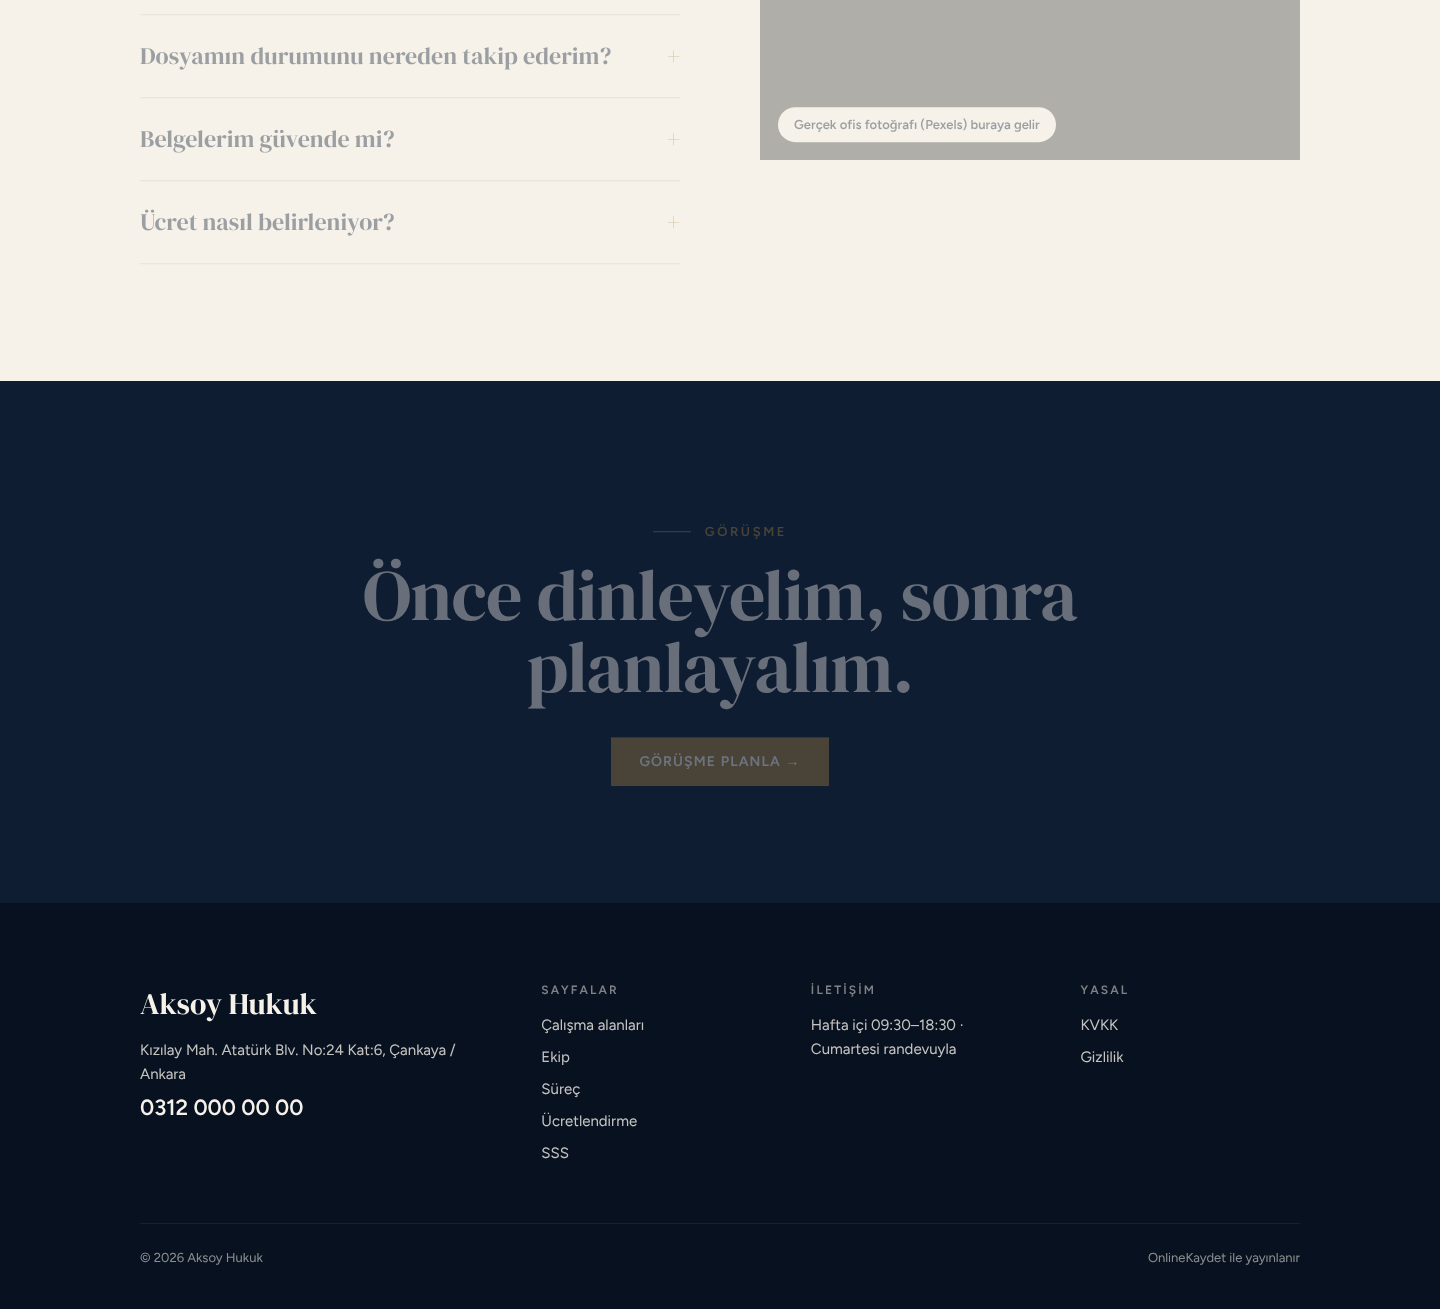 Dosyamın durumunu nereden takip ederim?
+
Belgelerim güvende mi?
+
Ücret nasıl belirleniyor?
+
Gerçek ofis fotoğrafı (Pexels) buraya gelir
GÖRÜŞME
Önce dinleyelim, sonra
planlayalım.
GÖRÜŞME PLANLA →
Aksoy Hukuk
Kızılay Mah. Atatürk Blv. No:24 Kat:6, Çankaya /
Ankara
0312 000 00 00
SAYFALAR
Çalışma alanları
Ekip
Süreç
Ücretlendirme
SSS
İLETİŞİM
Hafta içi 09:30–18:30 ·
Cumartesi randevuyla
YASAL
KVKK
Gizlilik
© 2026 Aksoy Hukuk
OnlineKaydet ile yayınlanır